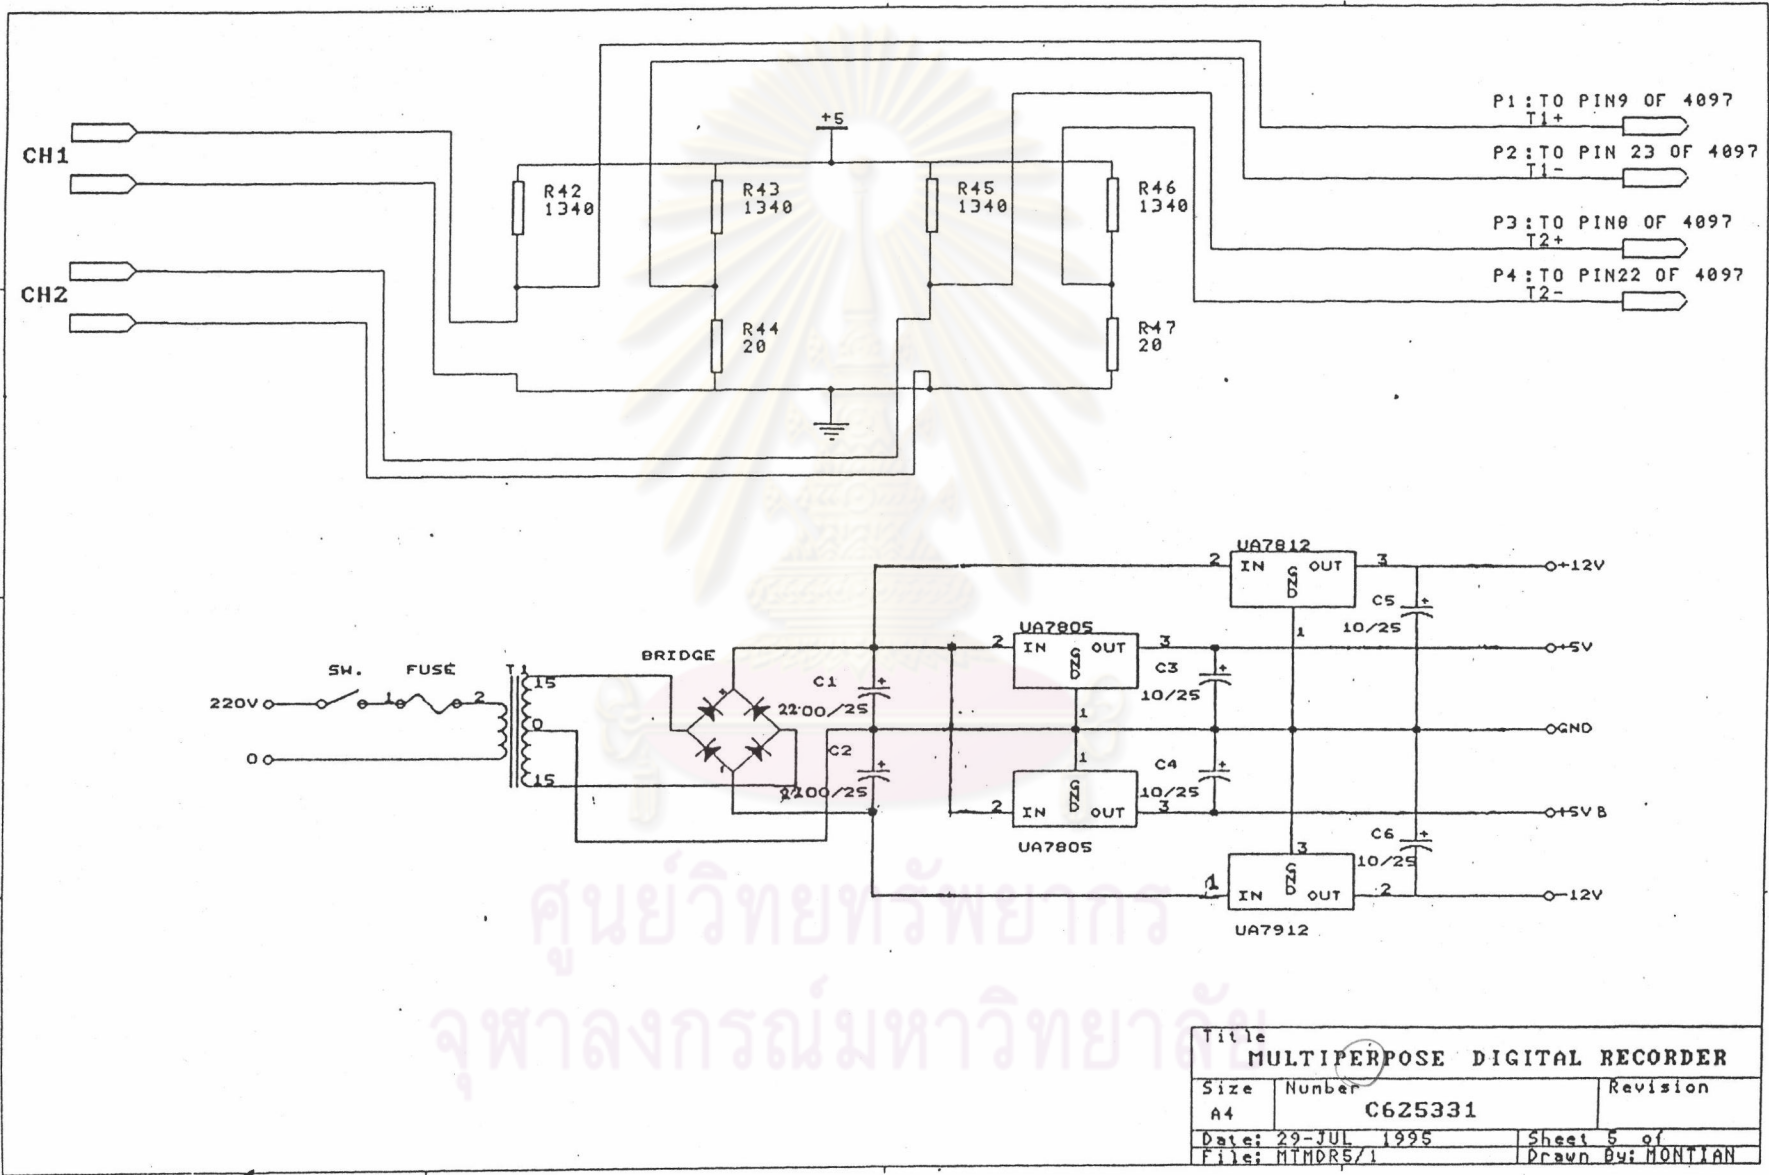 P1:TO PIN9 OF 4097
T1+
P2:TO PIN 23 OF 4097
T1-
P3:TO PIN8 OF 4097
T2+
P4:TO PIN22 OF 4097
T2-
CH1
CH2
+5
R42
1340
R43
1340
R45
1340
R46
1340
R44
20
R47
20
UA7812
2 IN GND OUT 3
1
+12V
C5 +
10/25
UA7805
2 IN GND OUT 3
1
+5V
C3 +
10/25
BRIDGE
+
-
SW.
FUSE
T1
220V
1
2
0
15
0
15
C1 +
2200/25
C2 +
2200/25
GND
1
2 IN GND OUT 3
UA7805
C4 +
10/25
+5VB
C6 +
10/25
3
1 IN GND OUT 2
UA7912
-12V
ศูนย์วิทยทรัพยากร
จุฬาลงกรณ์มหาวิทยาลัย
Title
MULTIPERPOSE DIGITAL RECORDER
Size
A4
Number
C625331
Revision
Date: 29-JUL 1995
Sheet 5 of
File: MTMDR5/1
Drawn By: MONTIAN